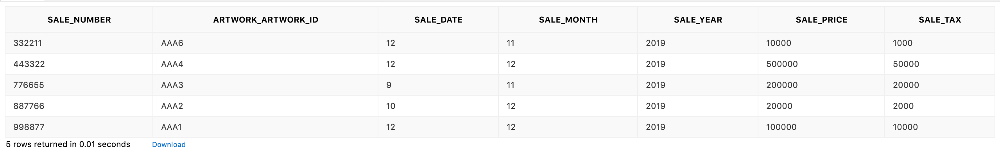 SALE_NUMBER ARTWORK_ARTWORK_ID SALE_DATE SALE_MONTH SALE_YEAR SALE_PRICE SALE_TAX
332211 AAA6 12 11 2019 10000 1000
443322 AAA4 12 12 2019 500000 50000
776655 AAA3 9 11 2019 200000 20000
887766 AAA2 10 12 2019 20000 2000
998877 AAA1 12 12 2019 100000 10000
5 rows returned in 0.01 seconds Download